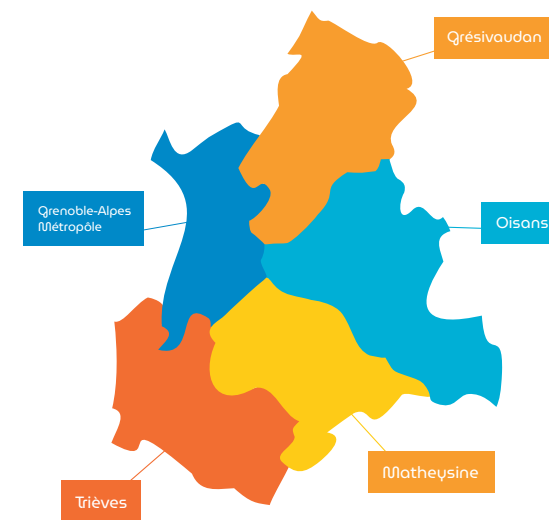 Grésivaudan
Grenoble-Alpes
Métropôle
Oisans
Matheysine
Trièves